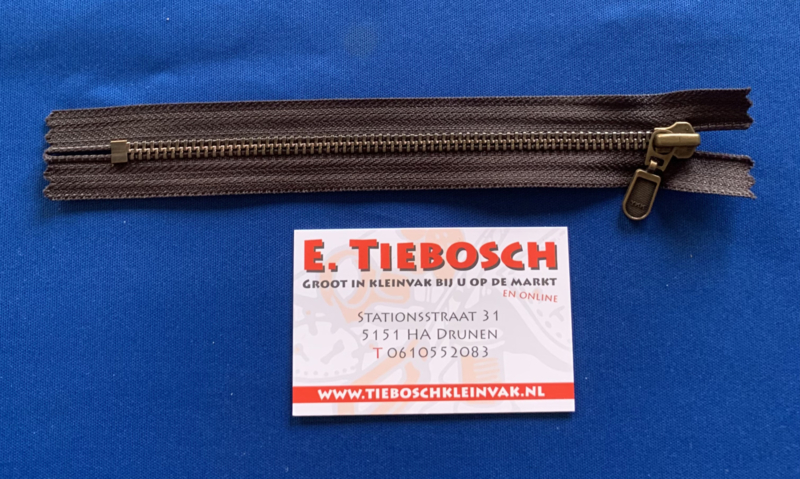 E. TIEBOSCH
GROOT IN KLEINVAK BIJ U OP DE MARKT
EN ONLINE
STATIONSSTRAAT 31
5151 HA DRUNEN
T 0610552083
WWW.TIEBOSCHKLEINVAK.NL